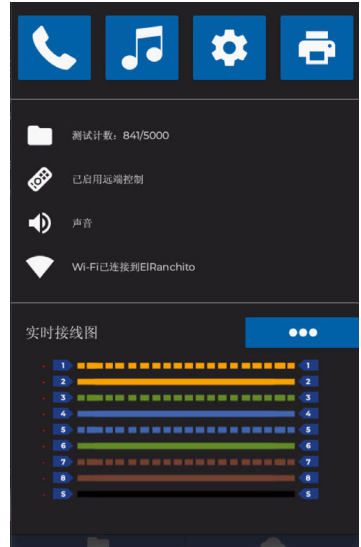 测试计数：841/5000
已启用远端控制
声音
Wi-Fi已连接到ElRanchito
实时接线图
1 1
2 2
3 3
4 4
5 5
6 6
7 7
8 8
S S